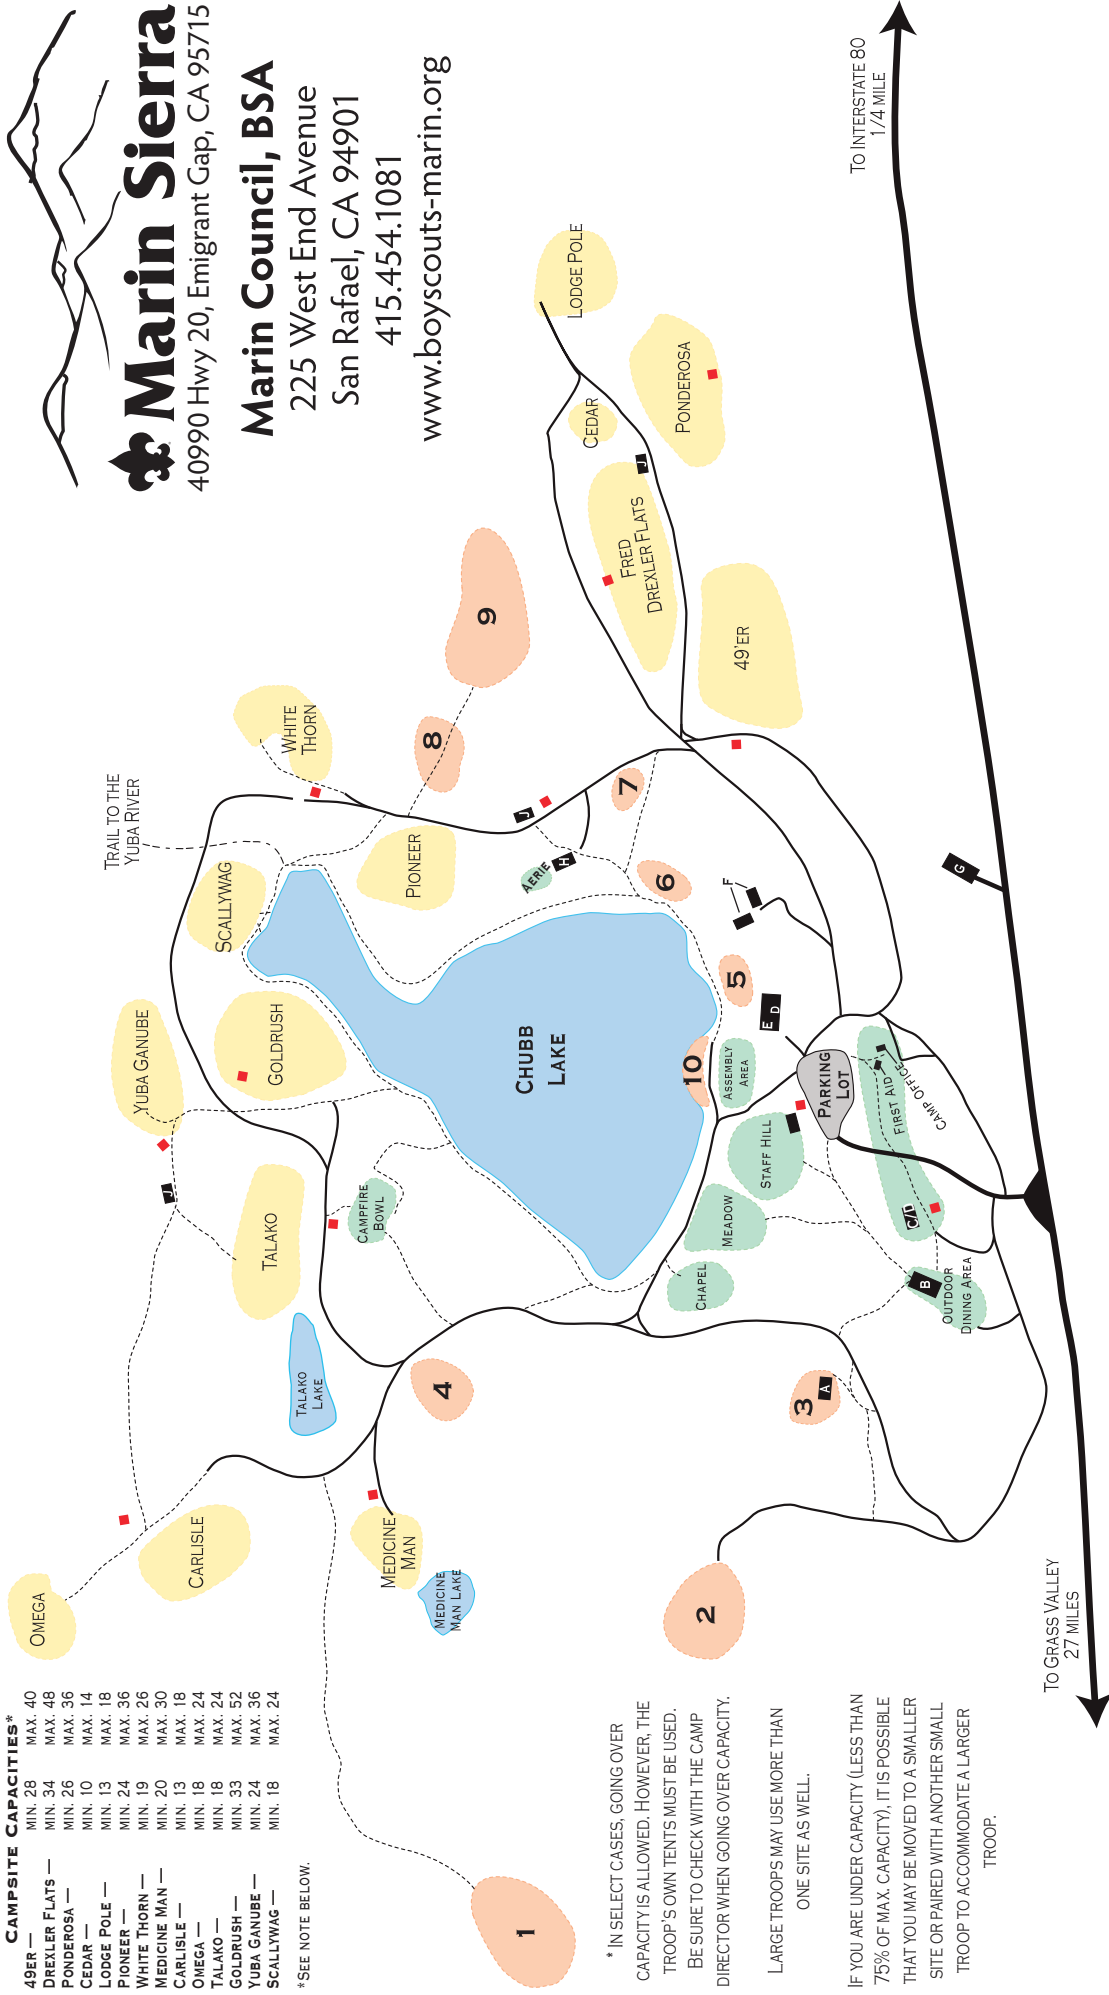 CAMPSITE CAPACITIES*
49ER — MIN. 28 MAX. 40
DREXLER FLATS — MIN. 34 MAX. 48
PONDEROSA — MIN. 26 MAX. 36
CEDAR — MIN. 10 MAX. 14
LODGE POLE — MIN. 13 MAX. 18
PIONEER — MIN. 24 MAX. 36
WHITE THORN — MIN. 19 MAX. 26
MEDICINE MAN — MIN. 20 MAX. 30
CARLISLE — MIN. 13 MAX. 18
OMEGA — MIN. 18 MAX. 24
TALAKO — MIN. 18 MAX. 24
GOLDRUSH — MIN. 33 MAX. 52
YUBA GANUBE — MIN. 24 MAX. 36
SCALLYWAG — MIN. 18 MAX. 24
*SEE NOTE BELOW.
Marin Sierra
40990 Hwy 20, Emigrant Gap, CA 95715
Marin Council, BSA
225 West End Avenue
San Rafael, CA 94901
415.454.1081
www.boyscouts-marin.org
OMEGA
CARLISLE
TALAKO
LAKE
TALAKO
J
YUBA GANUBE
GOLDRUSH
SCALLYWAG
TRAIL TO THE
YUBA RIVER
WHITE
THORN
PIONEER
MEDICINE
MAN
MEDICINE
MAN LAKE
4
CAMPFIRE
BOWL
CHUBB
LAKE
AERIE
H
J
8
9
7
6
F
5
E D
10
ASSEMBLY
AREA
STAFF HILL
MEADOW
CHAPEL
PARKING
LOT
FIRST AID
CAMP OFFICE
C/D
B
OUTDOOR
DINING AREA
3
A
2
1
G
49'ER
FRED
DREXLER FLATS
J
CEDAR
PONDEROSA
LODGE POLE
TO INTERSTATE 80
1/4 MILE
TO GRASS VALLEY
27 MILES
* IN SELECT CASES, GOING OVER
CAPACITY IS ALLOWED. HOWEVER, THE
TROOP'S OWN TENTS MUST BE USED.
BE SURE TO CHECK WITH THE CAMP
DIRECTOR WHEN GOING OVER CAPACITY.
LARGE TROOPS MAY USE MORE THAN
ONE SITE AS WELL.
IF YOU ARE UNDER CAPACITY (LESS THAN
75% OF MAX. CAPACITY), IT IS POSSIBLE
THAT YOU MAY BE MOVED TO A SMALLER
SITE OR PAIRED WITH ANOTHER SMALL
TROOP TO ACCOMMODATE A LARGER
TROOP.